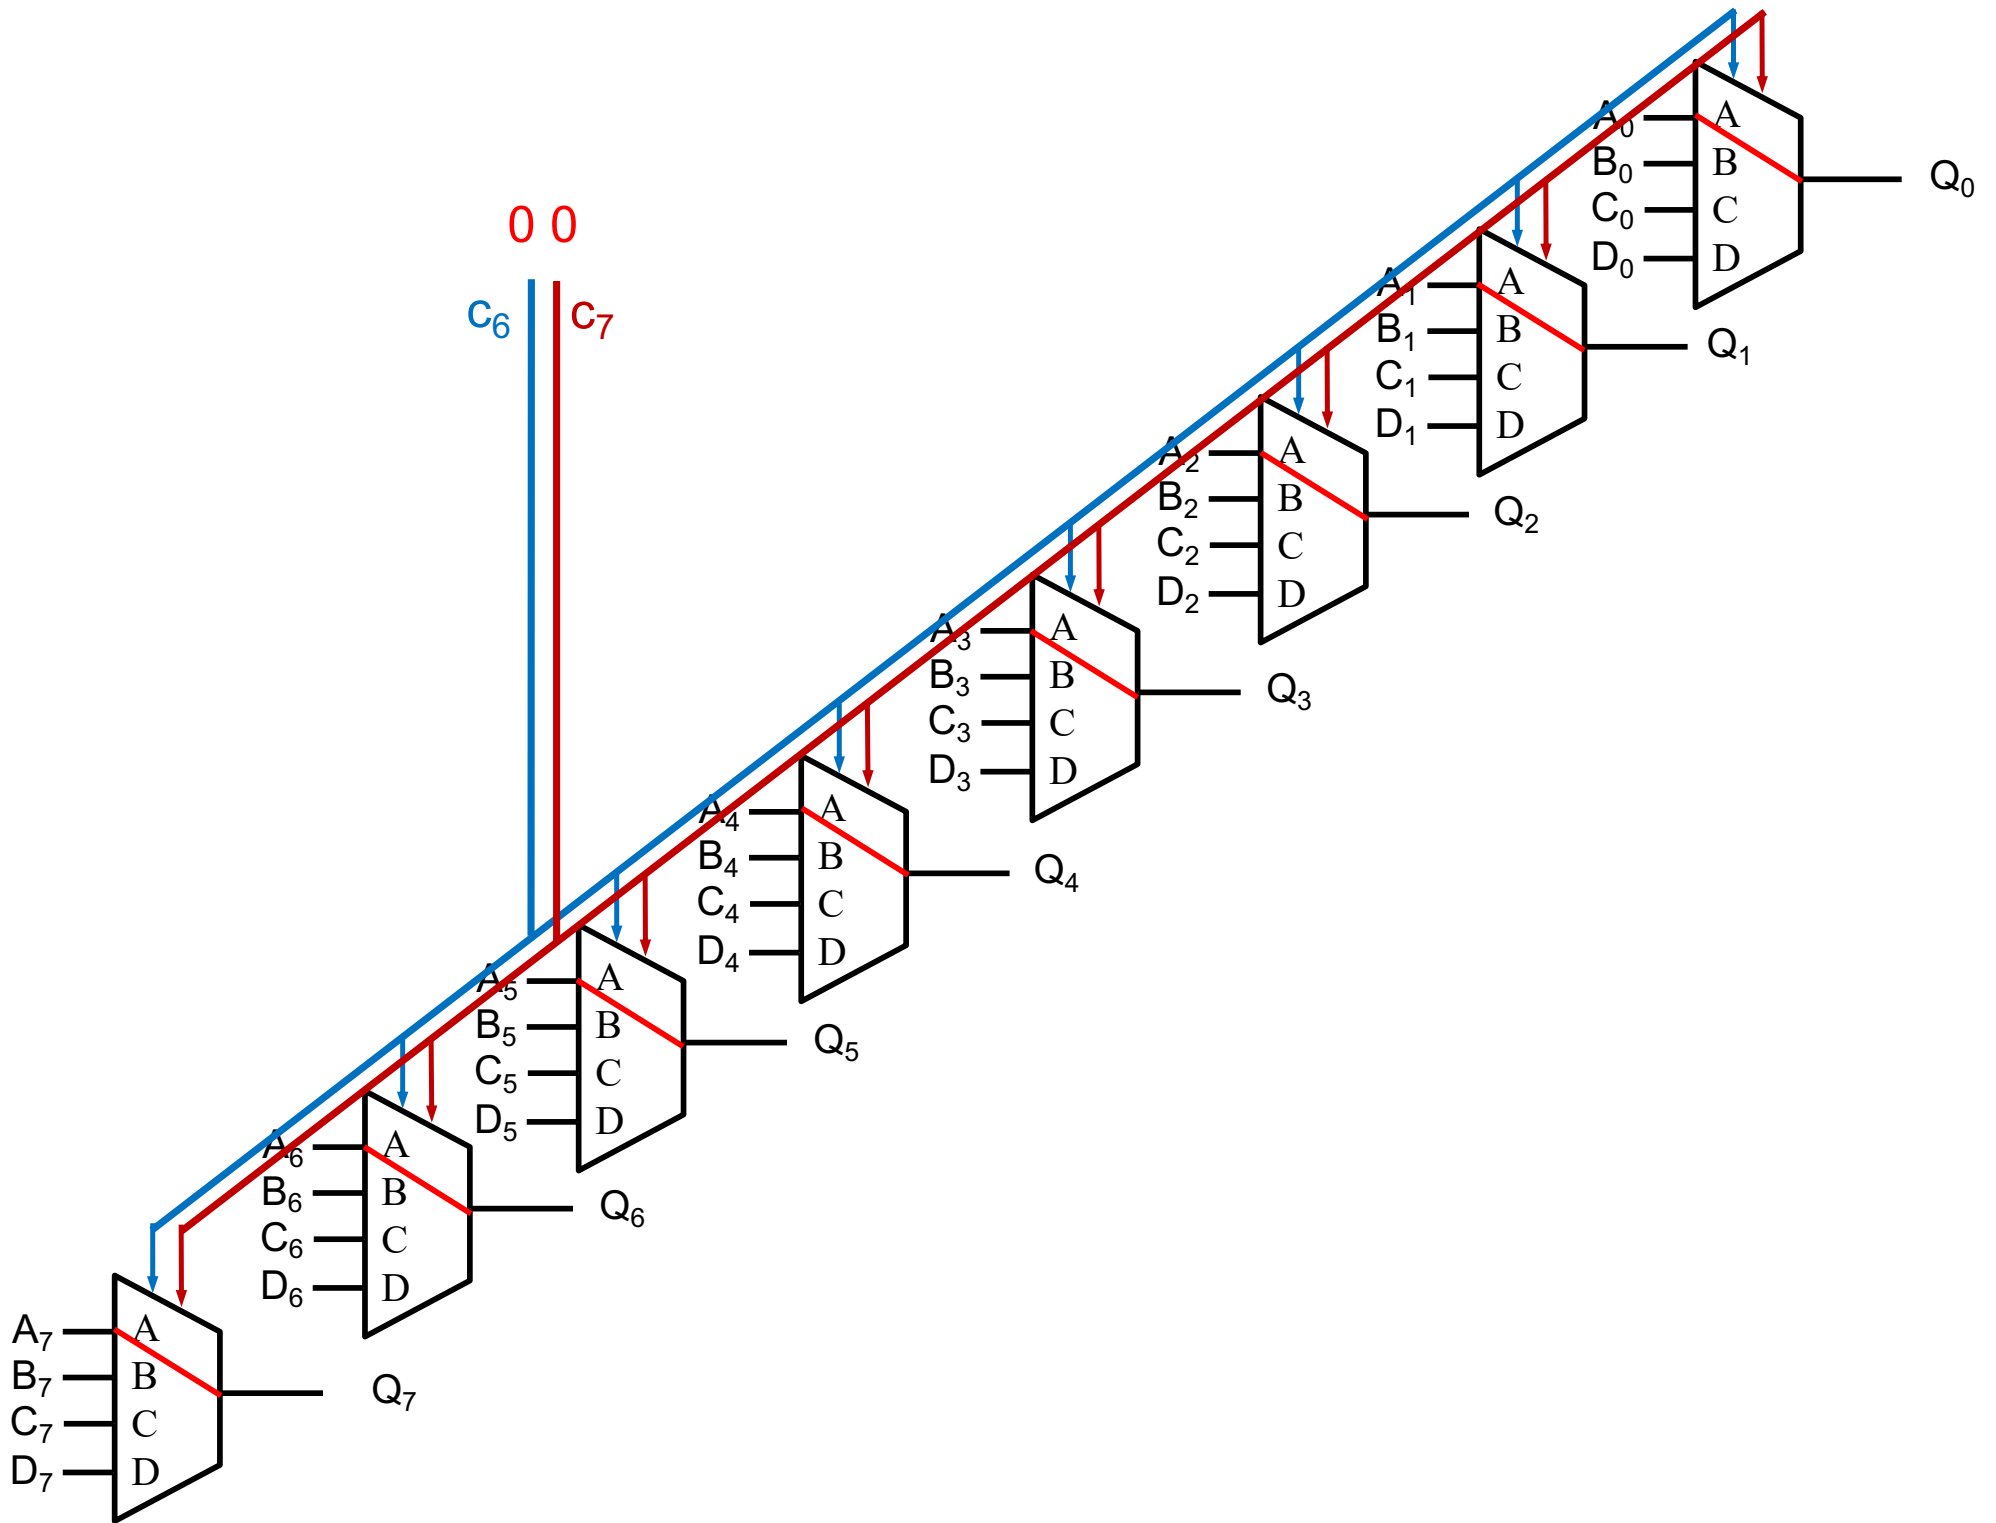 0 0
c₆ c₇
A₀ A
B₀ B
C₀ C
D₀ D
Q₀
A₁ A
B₁ B
C₁ C
D₁ D
Q₁
A₂ A
B₂ B
C₂ C
D₂ D
Q₂
A₃ A
B₃ B
C₃ C
D₃ D
Q₃
A₄ A
B₄ B
C₄ C
D₄ D
Q₄
A₅ A
B₅ B
C₅ C
D₅ D
Q₅
A₆ A
B₆ B
C₆ C
D₆ D
Q₆
A₇ A
B₇ B
C₇ C
D₇ D
Q₇